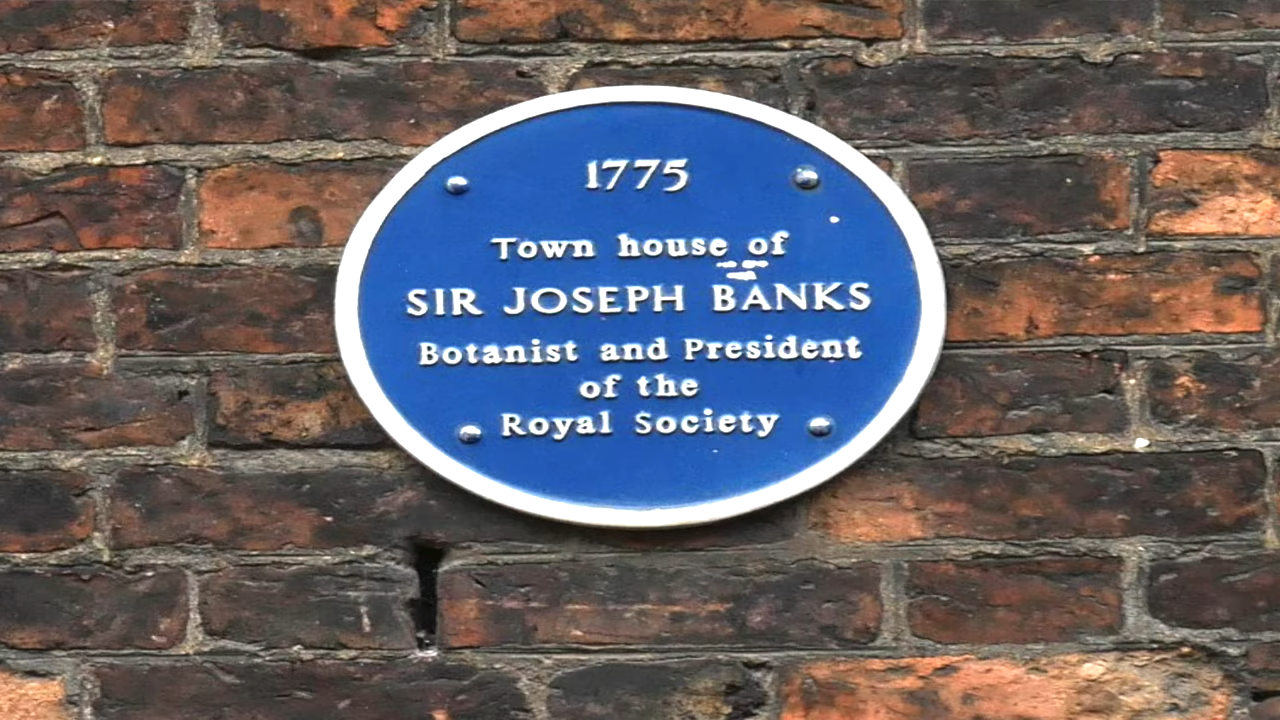 1775
Town house of
SIR JOSEPH BANKS
Botanist and President
of the
Royal Society